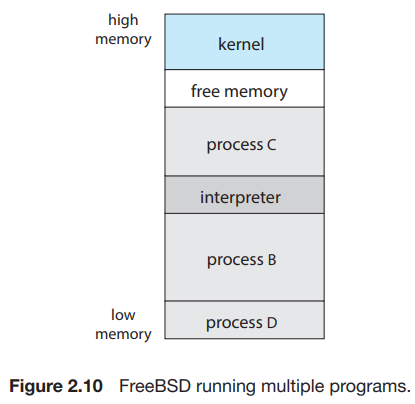 high
memory
kernel
free memory
process C
interpreter
process B
low
memory
process D
Figure 2.10 FreeBSD running multiple programs.